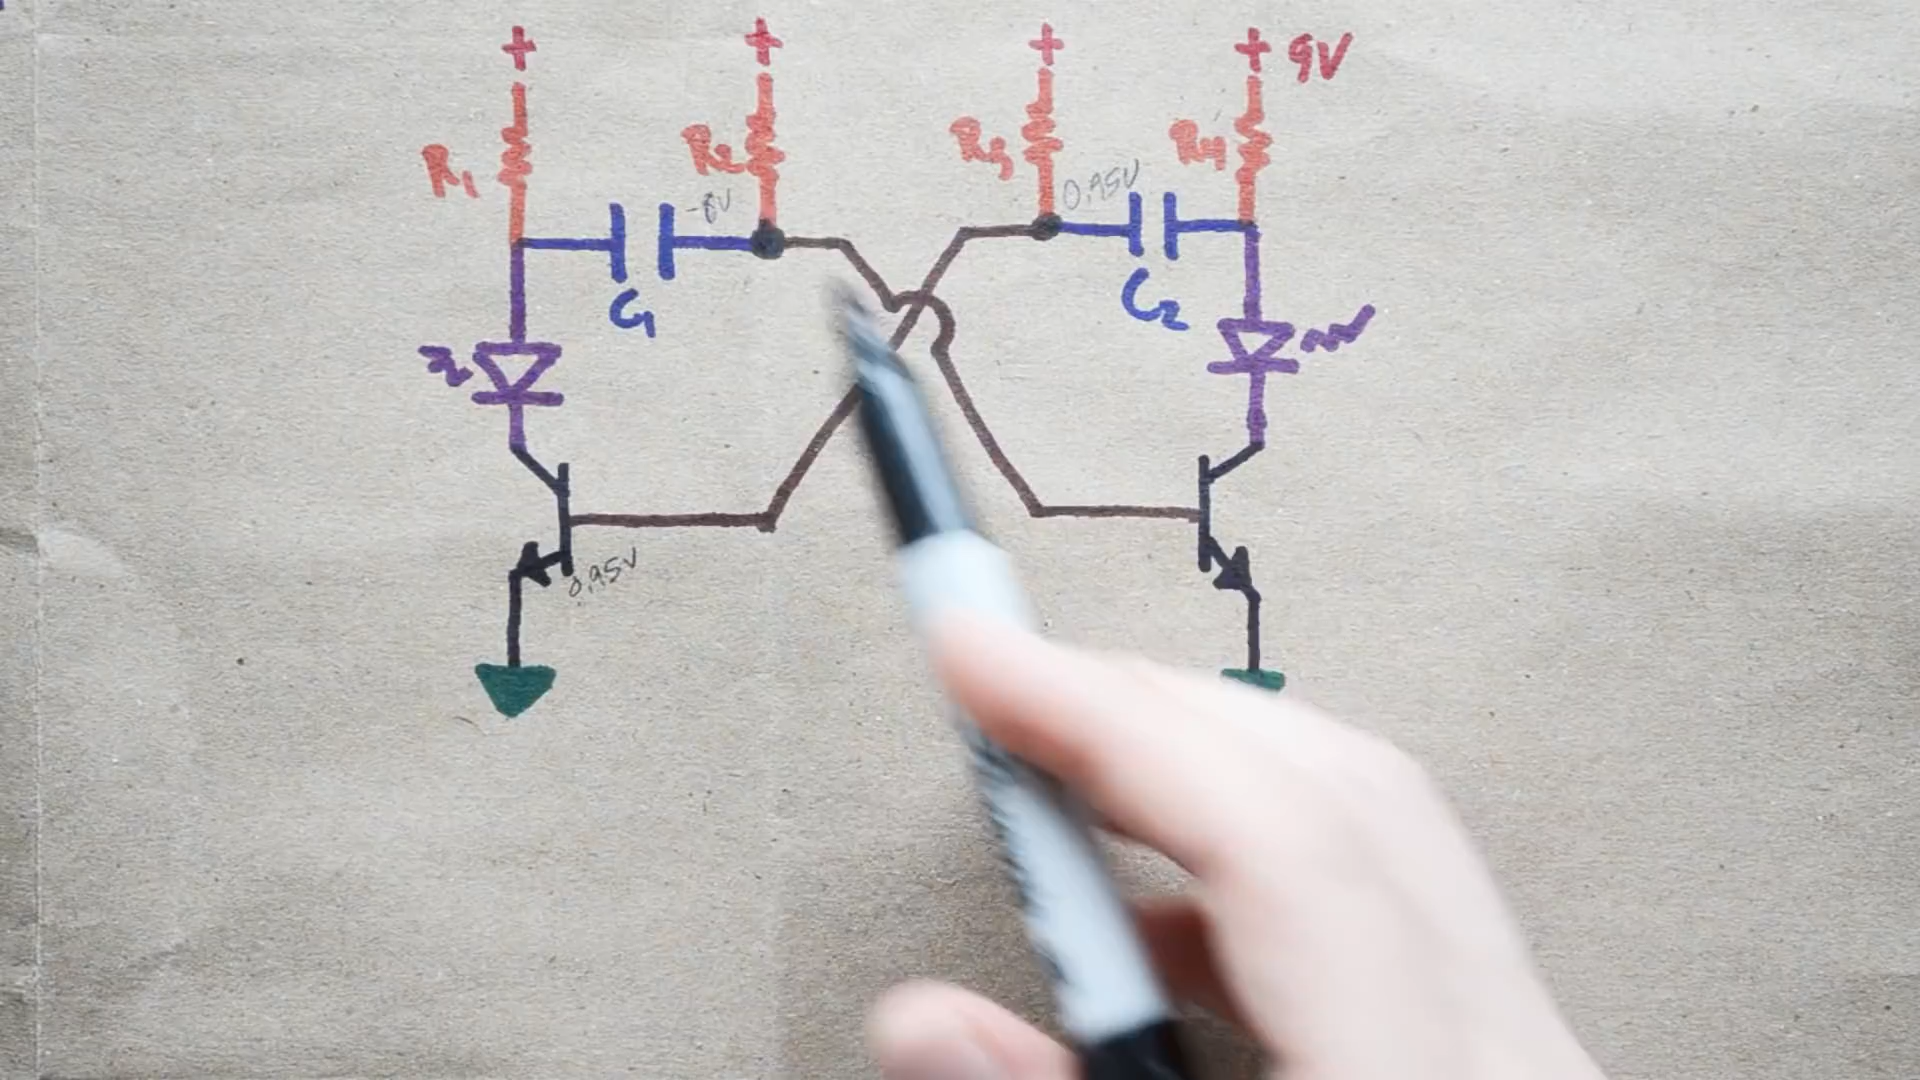 + + + + 9V
R1 R2 R3 R4
-8V 0,95V
C1 C2
0,95V